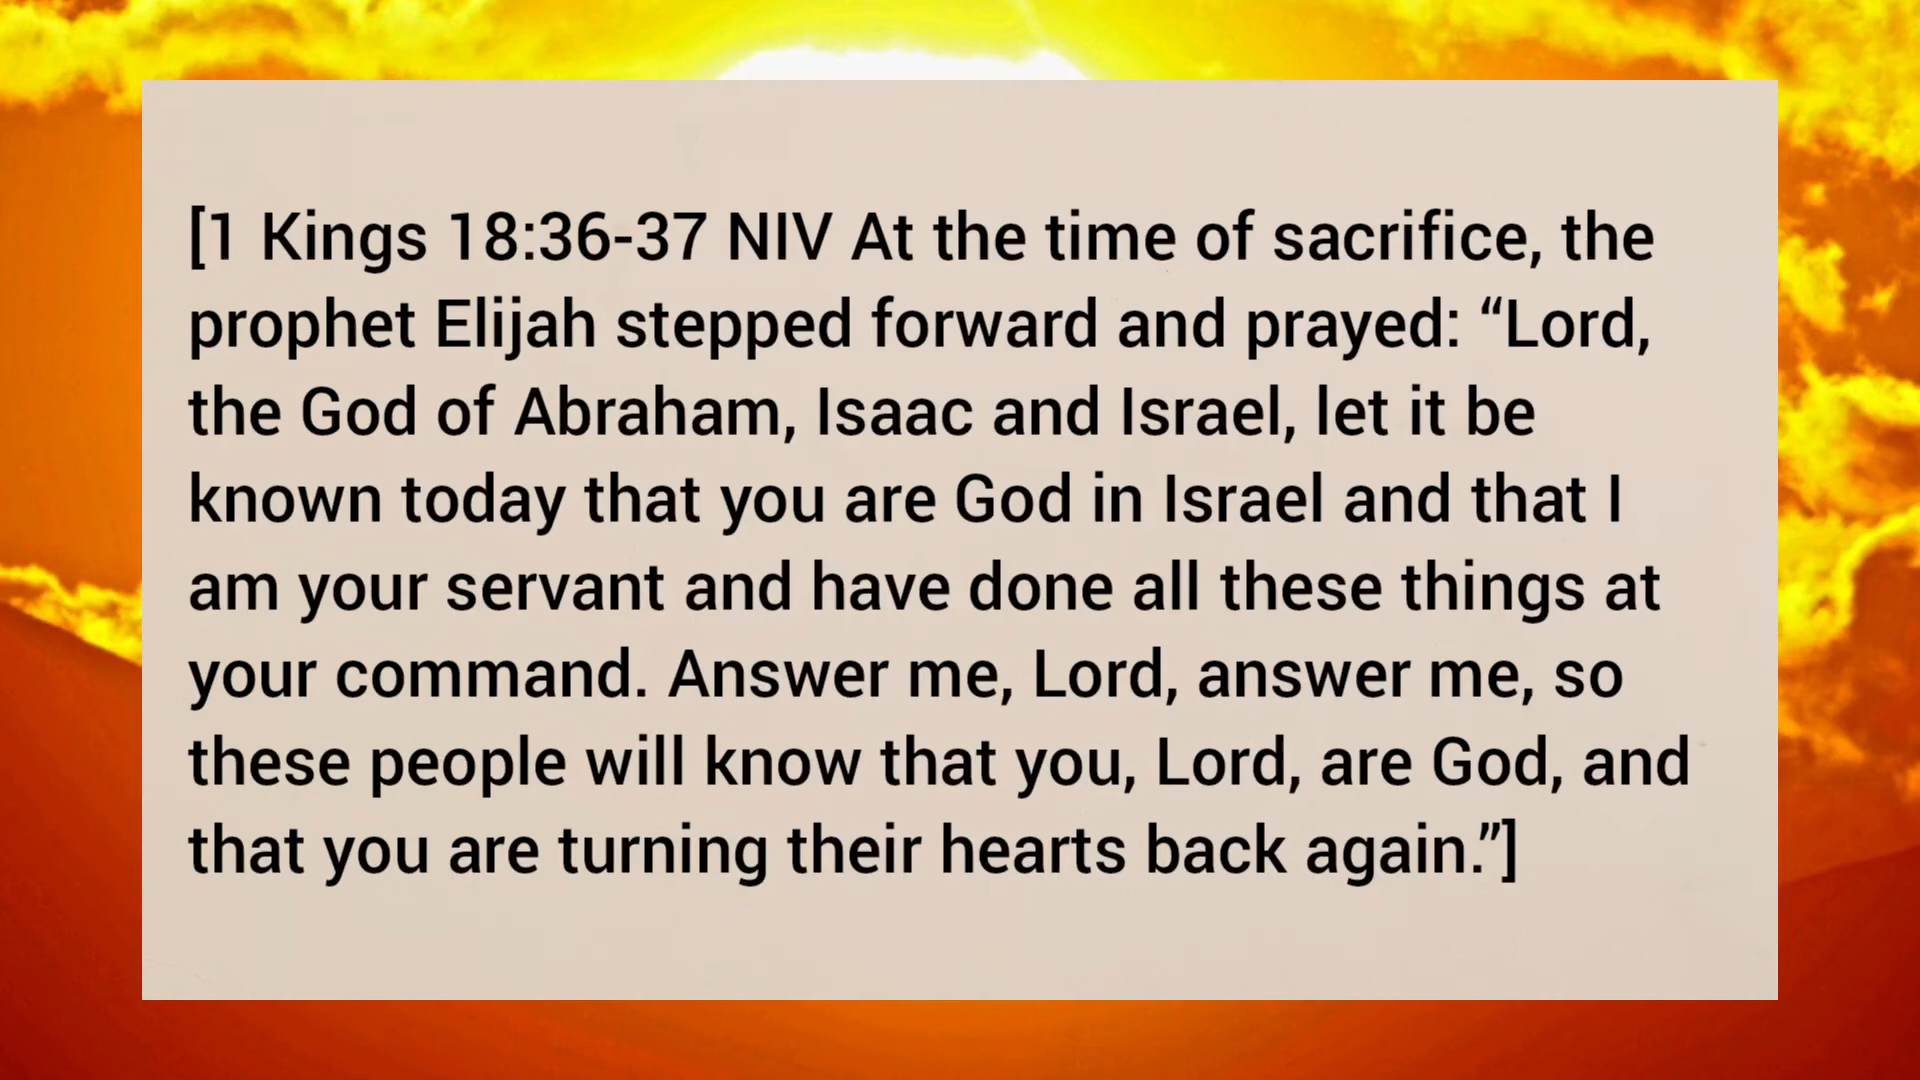 [1 Kings 18:36-37 NIV At the time of sacrifice, the
prophet Elijah stepped forward and prayed: “Lord,
the God of Abraham, Isaac and Israel, let it be
known today that you are God in Israel and that I
am your servant and have done all these things at
your command. Answer me, Lord, answer me, so
these people will know that you, Lord, are God, and
that you are turning their hearts back again.”]